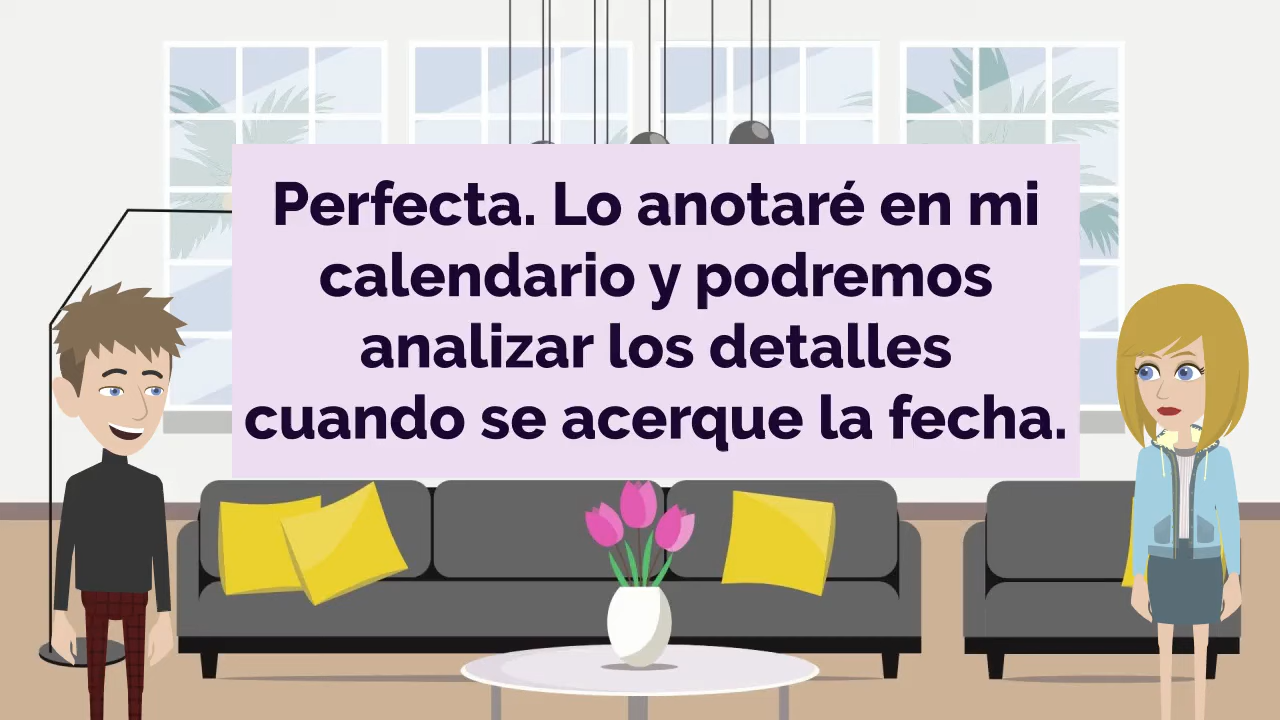 Perfecta. Lo anotaré en mi
calendario y podremos
analizar los detalles
cuando se acerque la fecha.